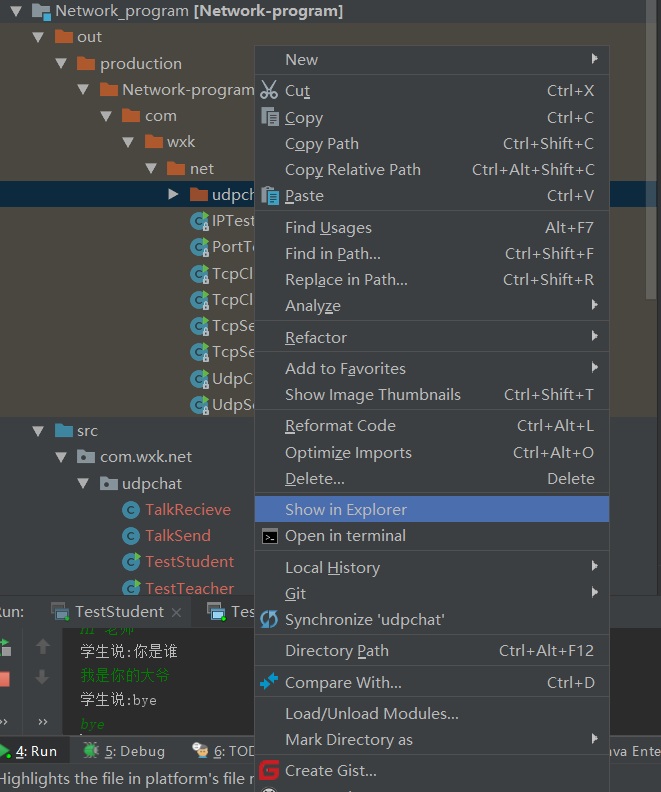 Network_program [Network-program]
out
production
Network-program
com
wxk
net
udpch
IPTest
PortTe
TcpCl
TcpCl
TcpSe
TcpSe
UdpC
UdpSe
src
com.wxk.net
udpchat
TalkRecieve
TalkSend
TestStudent
TestTeacher
New
Cut Ctrl+X
Copy Ctrl+C
Copy Path Ctrl+Shift+C
Copy Relative Path Ctrl+Alt+Shift+C
Paste Ctrl+V
Find Usages Alt+F7
Find in Path... Ctrl+Shift+F
Replace in Path... Ctrl+Shift+R
Analyze
Refactor
Add to Favorites
Show Image Thumbnails Ctrl+Shift+T
Reformat Code Ctrl+Alt+L
Optimize Imports Ctrl+Alt+O
Delete... Delete
Show in Explorer
Open in terminal
Local History
Git
Synchronize 'udpchat'
Directory Path Ctrl+Alt+F12
Compare With... Ctrl+D
Load/Unload Modules...
Mark Directory as
Create Gist...
un: TestStudent × Te
hi 老师
学生说:你是谁
我是你的大爷
学生说:bye
bye
4: Run 5: Debug 6: TOD ava Ente
Highlights the file in platform's file r